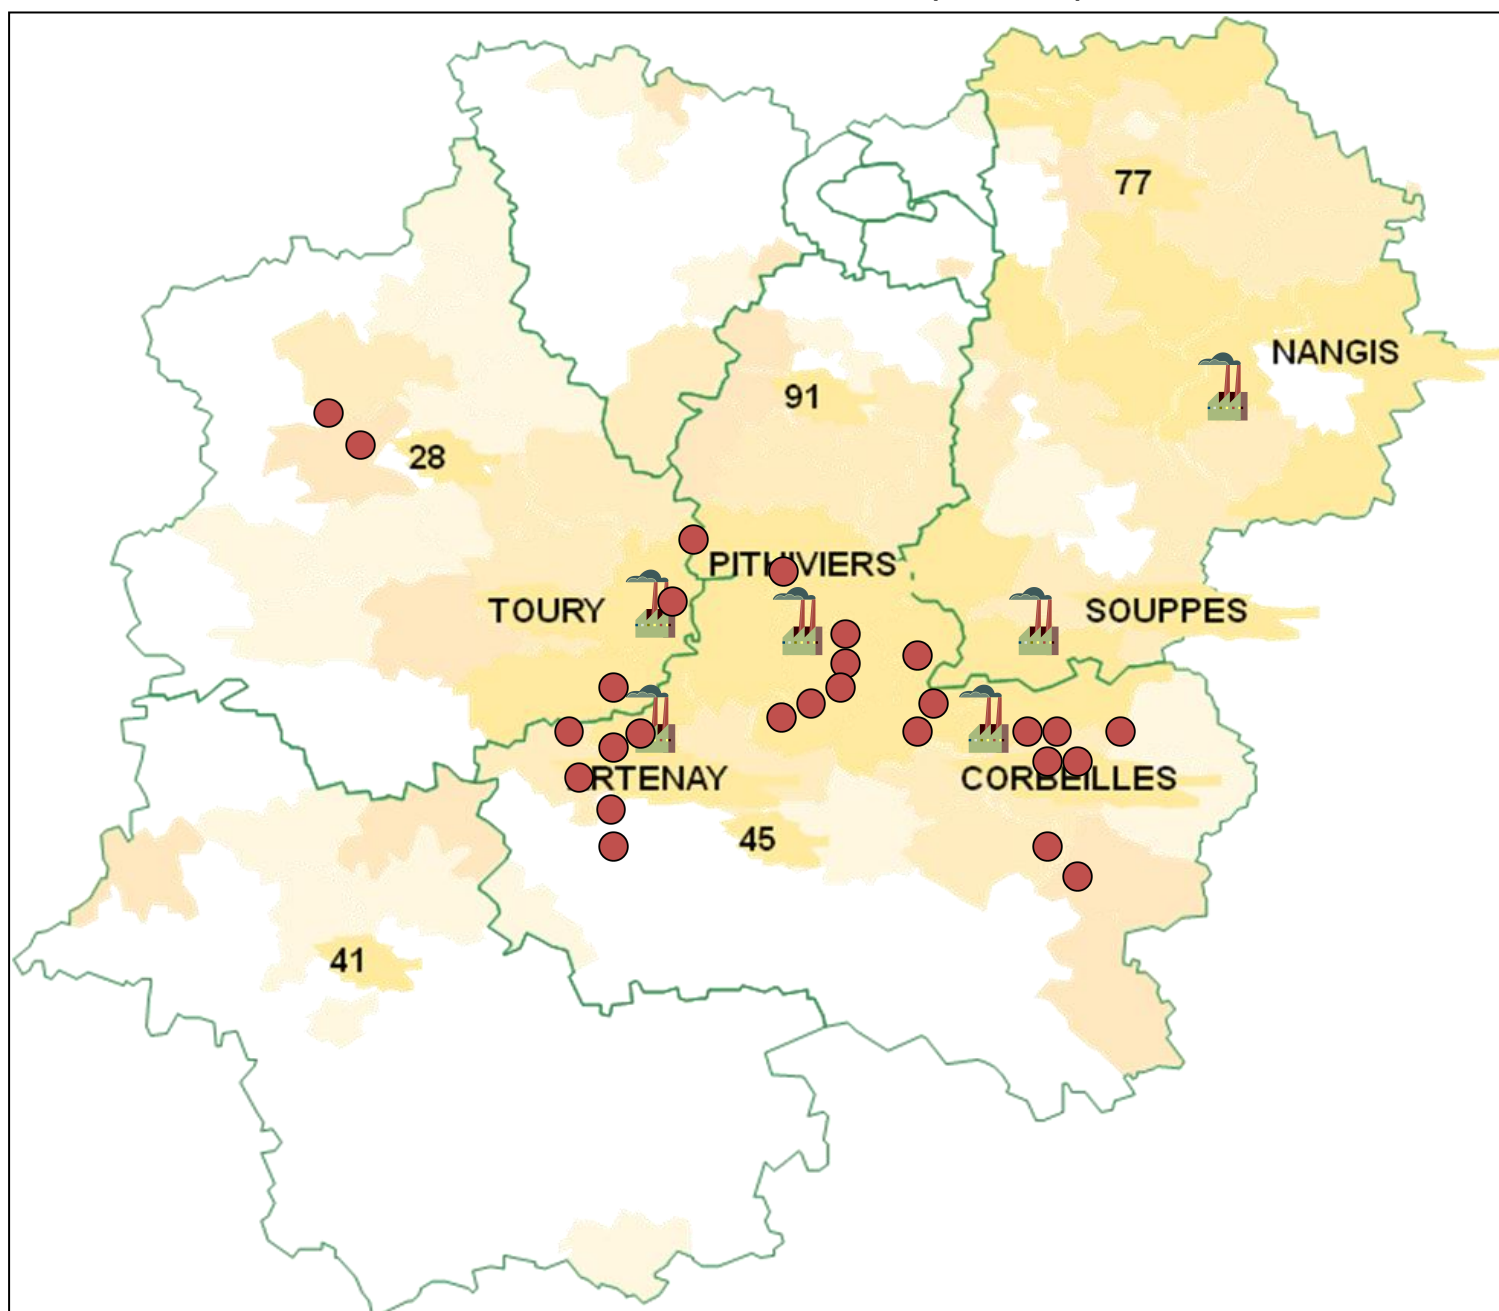 77
NANGIS
91
28
PITHIVIERS
TOURY
SOUPPES
RTENAY
CORBEILLES
45
41